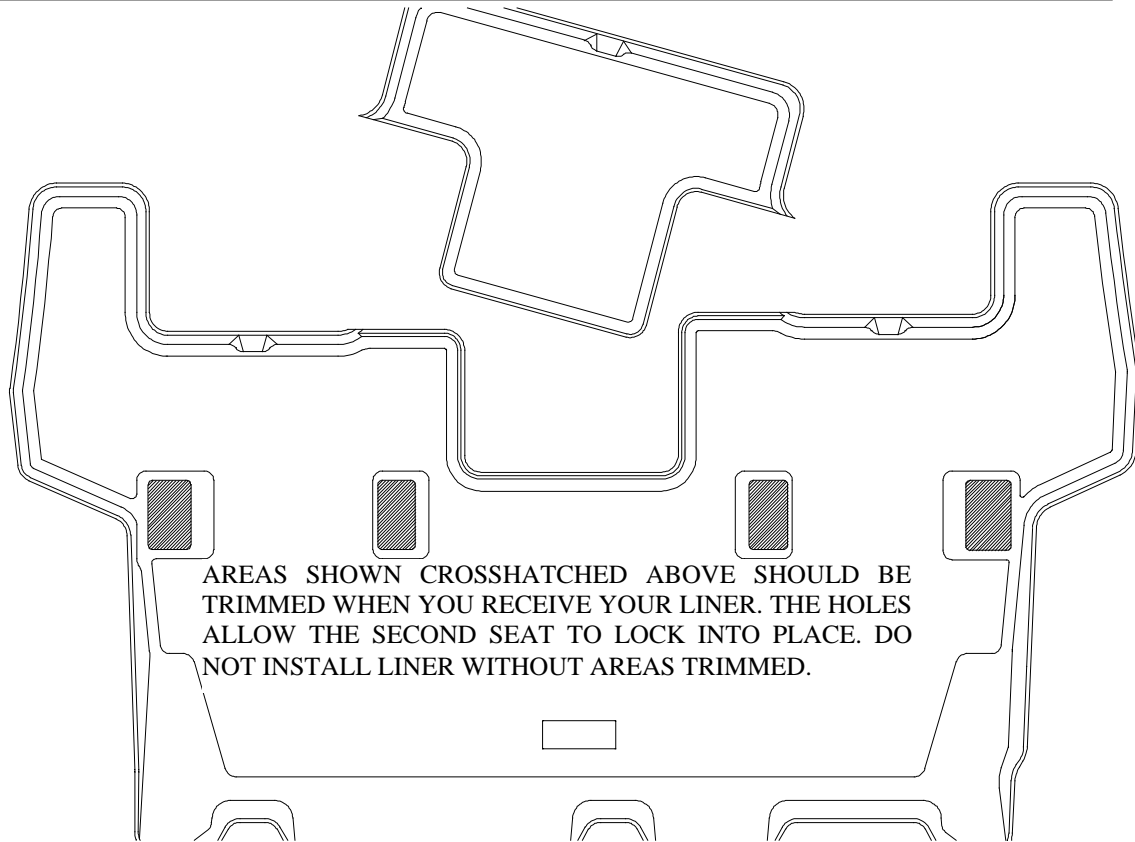 AREAS SHOWN CROSSHATCHED ABOVE SHOULD BE
TRIMMED WHEN YOU RECEIVE YOUR LINER. THE HOLES
ALLOW THE SECOND SEAT TO LOCK INTO PLACE. DO
NOT INSTALL LINER WITHOUT AREAS TRIMMED.